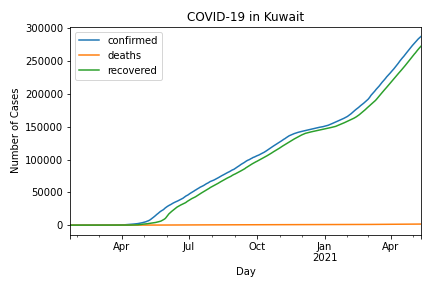 COVID-19 in Kuwait
confirmed
deaths
recovered
Number of Cases
300000
250000
200000
150000
100000
50000
0
Apr
Jul
Oct
Jan
2021
Apr
Day